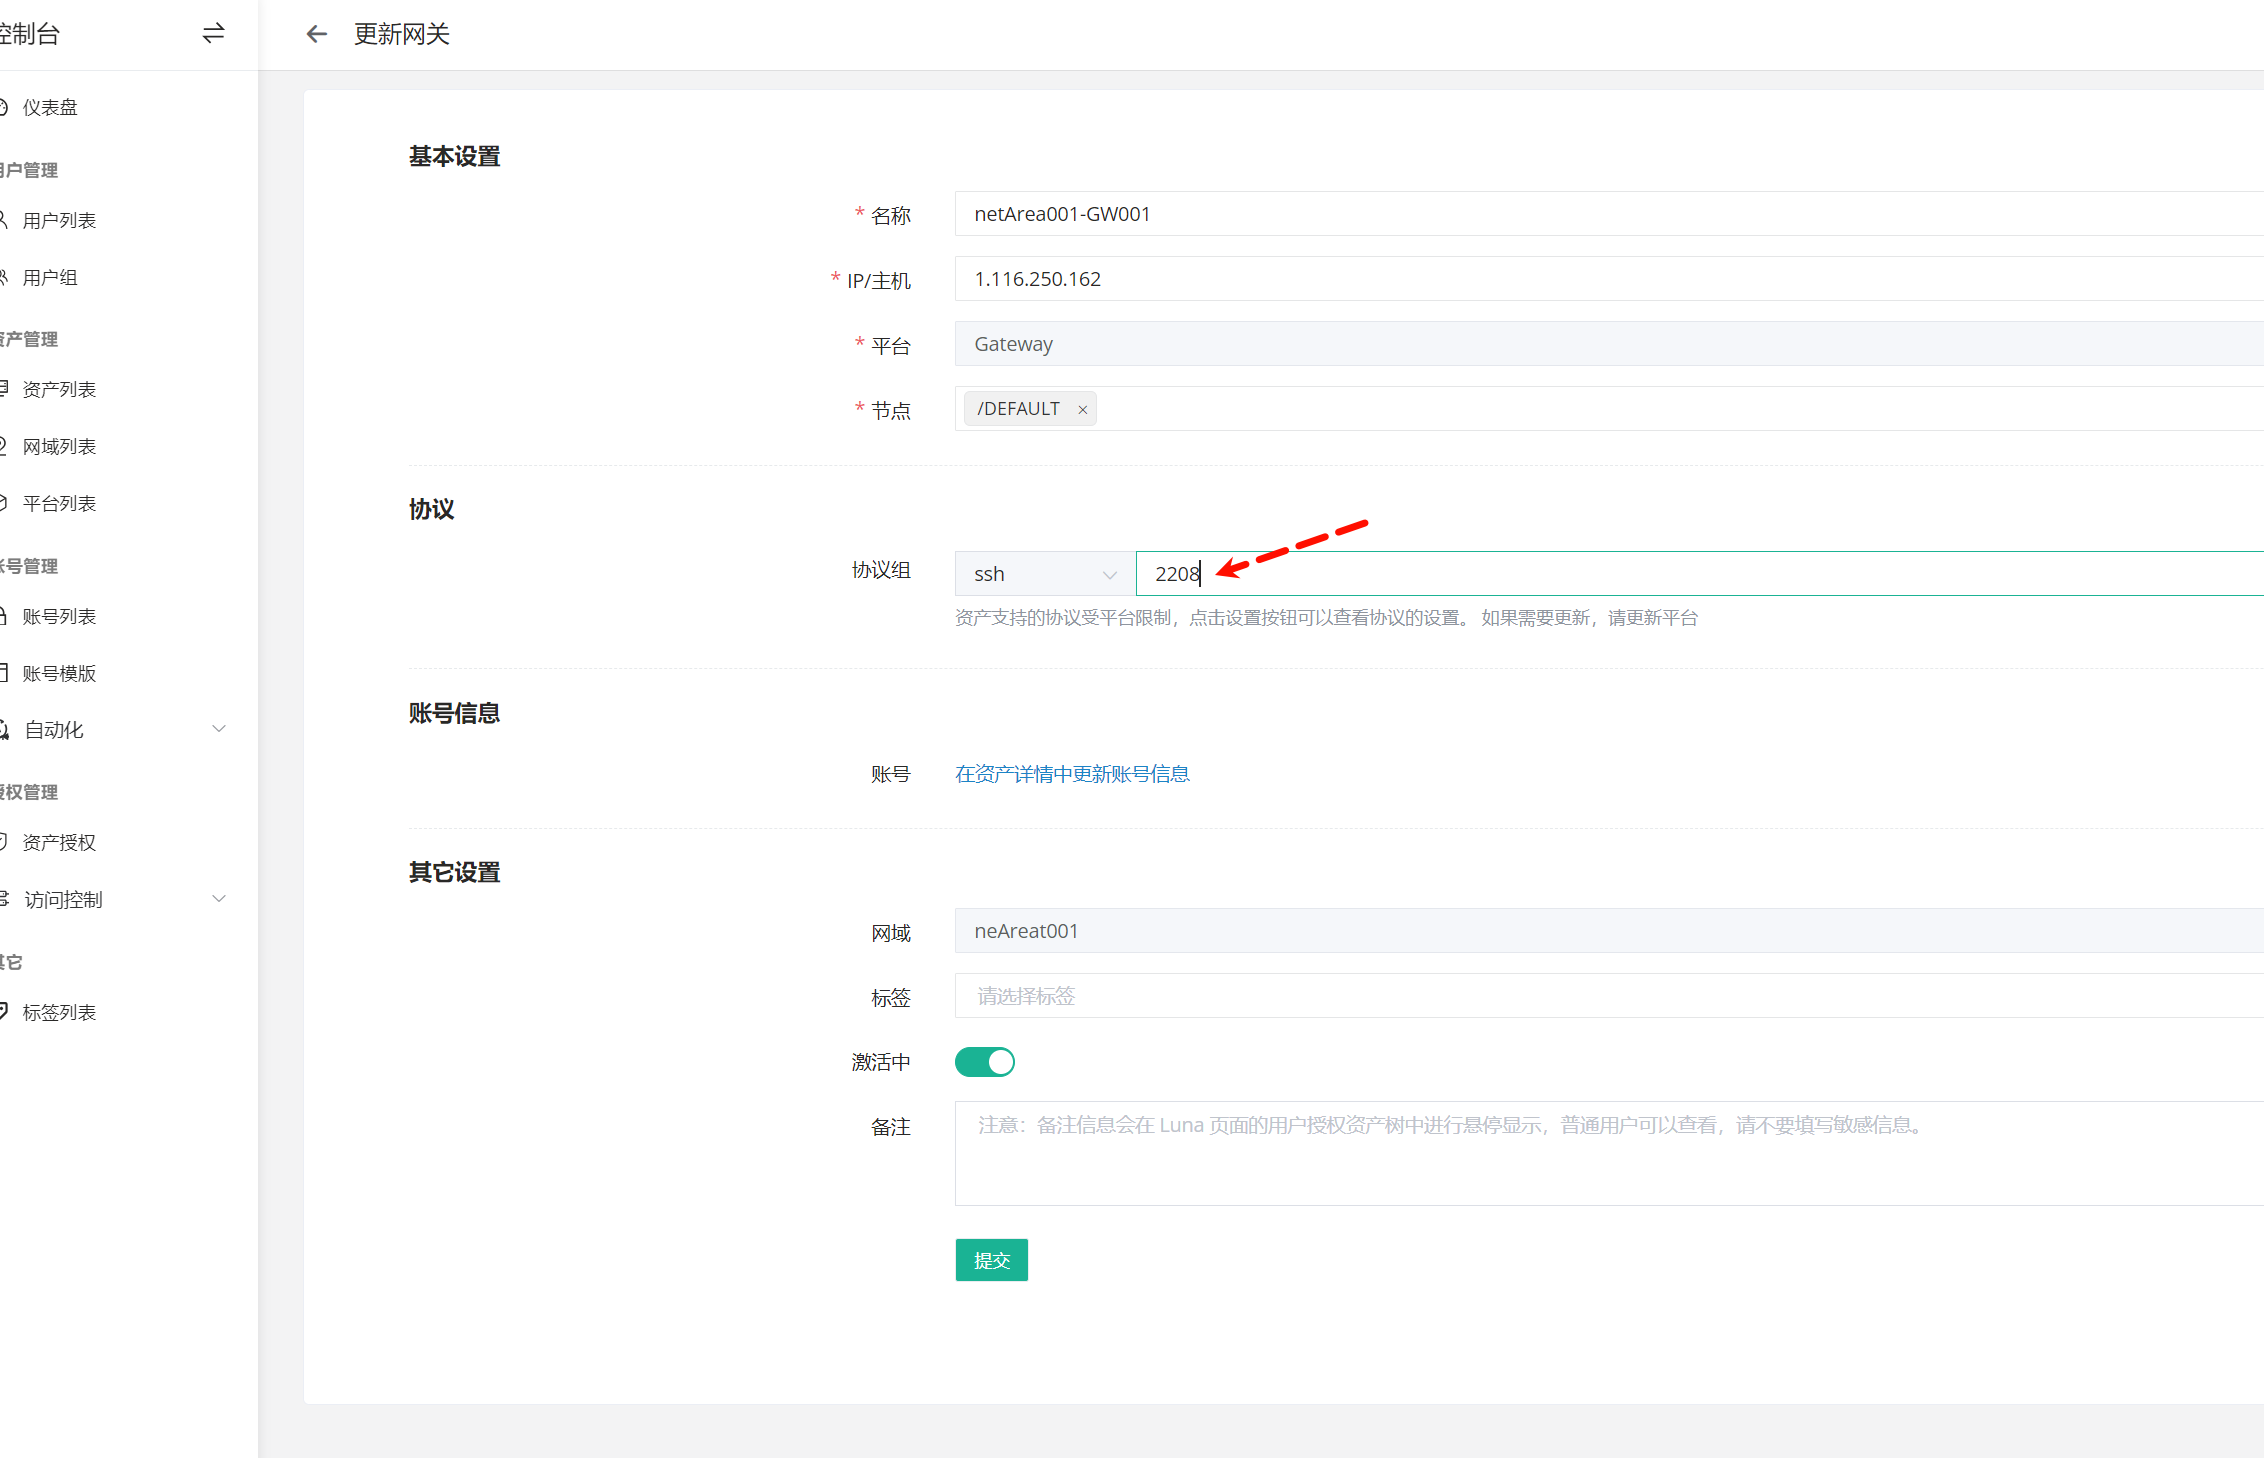 控制台
更新网关
仪表盘
用户管理
用户列表
用户组
资产管理
资产列表
网域列表
平台列表
账号管理
账号列表
账号模版
自动化
授权管理
资产授权
访问控制
其它
标签列表
基本设置
* 名称 netArea001-GW001
* IP/主机 1.116.250.162
* 平台 Gateway
* 节点 /DEFAULT ×
协议
协议组 ssh 2208
资产支持的协议受平台限制，点击设置按钮可以查看协议的设置。 如果需要更新，请更新平台
账号信息
账号 在资产详情中更新账号信息
其它设置
网域 neAreat001
标签 请选择标签
激活中
备注 注意：备注信息会在 Luna 页面的用户授权资产树中进行悬停显示，普通用户可以查看，请不要填写敏感信息。
提交